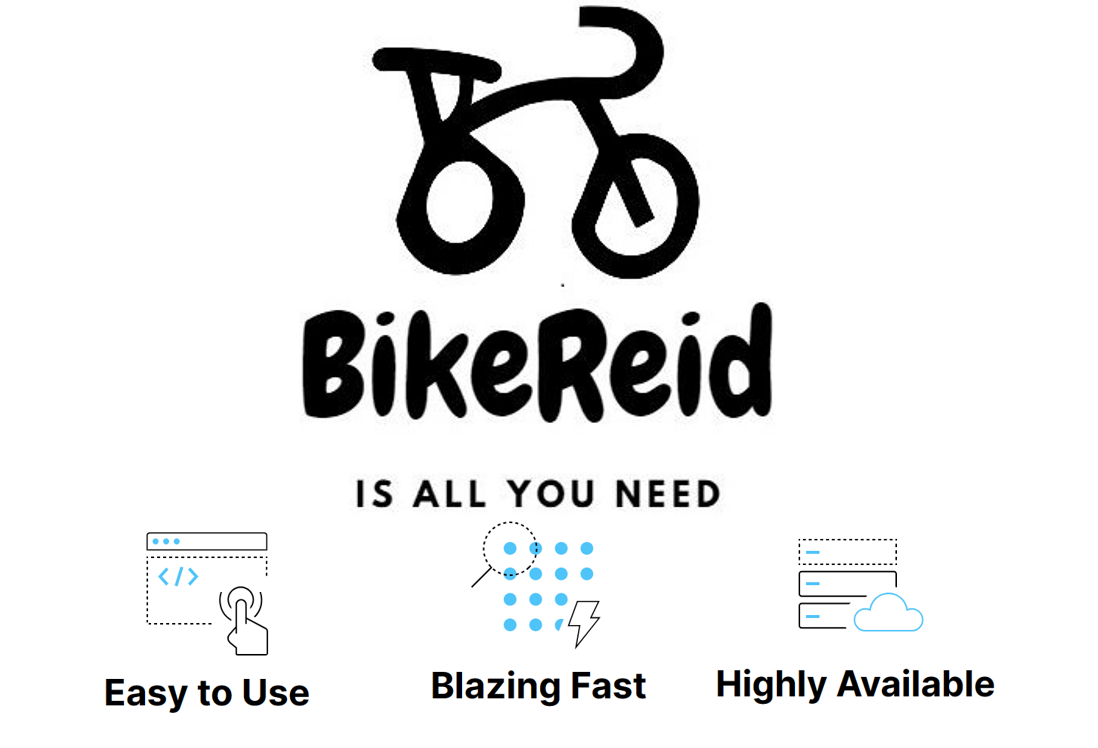 BikeReid
IS ALL YOU NEED
</>
Easy to Use
Blazing Fast
Highly Available